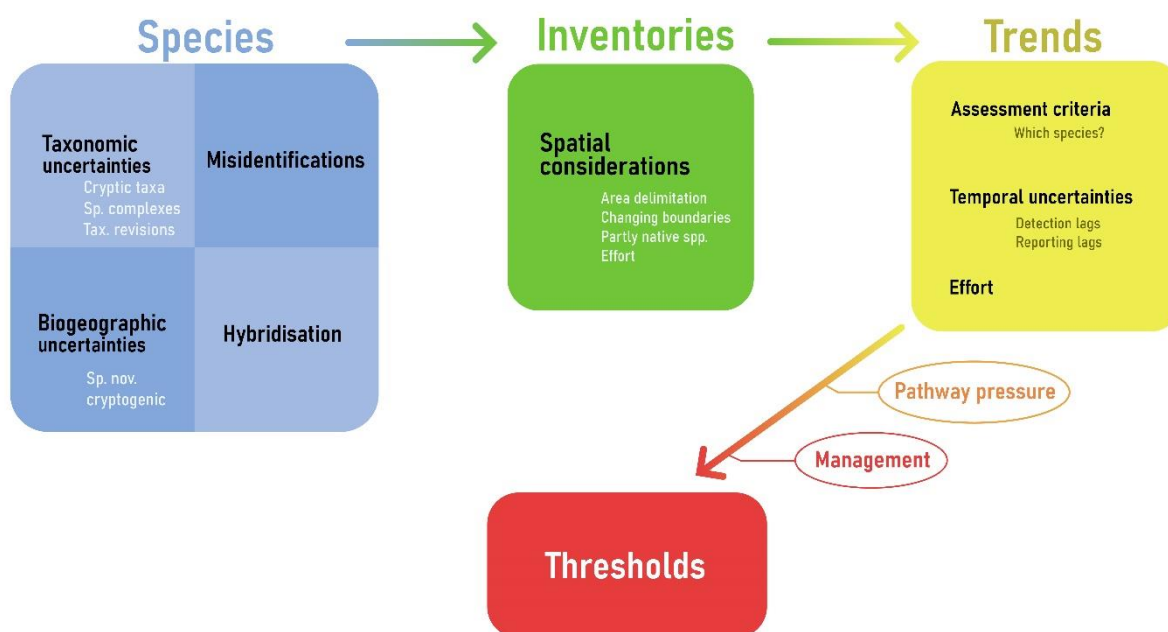 Species
Inventories
Trends
Taxonomic
uncertainties
Cryptic taxa
Sp. complexes
Tax. revisions
Misidentifications
Biogeographic
uncertainties
Sp. nov.
cryptogenic
Hybridisation
Spatial
considerations
Area delimitation
Changing boundaries
Partly native spp.
Effort
Assessment criteria
Which species?
Temporal uncertainties
Detection lags
Reporting lags
Effort
Pathway pressure
Management
Thresholds